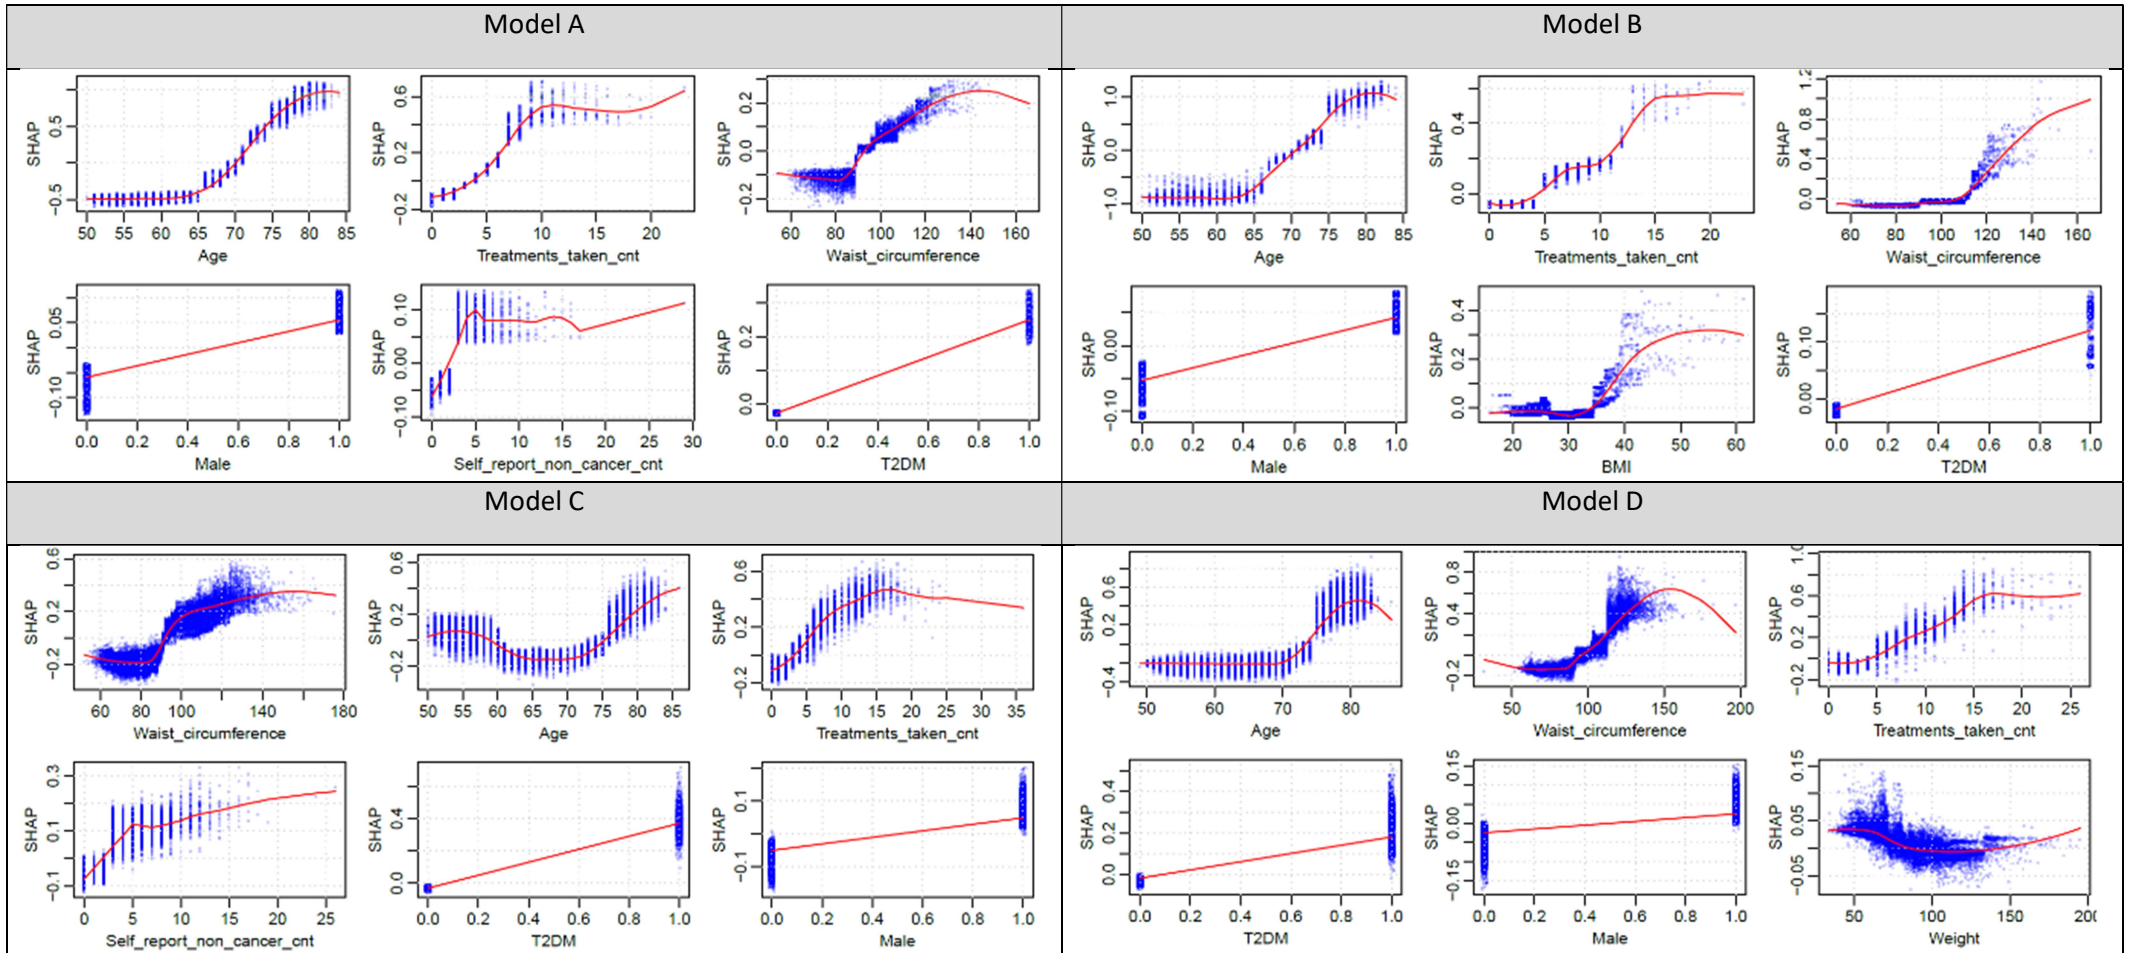 Model A
Model B
SHAP
-0.5
0.5
50 55 60 65 70 75 80 85
Age
SHAP
-0.2
0.2
0.6
0 5 10 15 20
Treatments_taken_cnt
SHAP
-0.2
0.0
0.2
60 80 100 120 140 160
Waist_circumference
SHAP
-1.0
0.0
1.0
50 55 60 65 70 75 80 85
Age
SHAP
0.0
0.4
0 5 10 15 20
Treatments_taken_cnt
SHAP
0.0
0.4
0.8
1.2
60 80 100 120 140 160
Waist_circumference
SHAP
-0.10
0.05
0.0 0.2 0.4 0.6 0.8 1.0
Male
SHAP
-0.10
0.00
0.10
0 5 10 15 20 25 30
Self_report_non_cancer_cnt
SHAP
0.0
0.2
0.0 0.2 0.4 0.6 0.8 1.0
T2DM
SHAP
-0.10
0.00
0.0 0.2 0.4 0.6 0.8 1.0
Male
SHAP
0.0
0.2
0.4
20 30 40 50 60
BMI
SHAP
0.00
0.10
0.0 0.2 0.4 0.6 0.8 1.0
T2DM
Model C
Model D
SHAP
-0.2
0.2
0.6
60 80 100 140 180
Waist_circumference
SHAP
-0.2
0.2
0.6
50 55 60 65 70 75 80 85
Age
SHAP
-0.2
0.2
0.6
0 5 10 15 20 25 30 35
Treatments_taken_cnt
SHAP
-0.4
0.2
0.6
50 60 70 80
Age
SHAP
-0.2
0.4
0.8
50 100 150 200
Waist_circumference
SHAP
-0.2
0.2
0.6
1.0
0 5 10 15 20 25
Treatments_taken_cnt
SHAP
-0.1
0.1
0.3
0 5 10 15 20 25
Self_report_non_cancer_cnt
SHAP
0.0
0.4
0.0 0.2 0.4 0.6 0.8 1.0
T2DM
SHAP
-0.1
0.1
0.0 0.2 0.4 0.6 0.8 1.0
Male
SHAP
0.0
0.2
0.4
0.0 0.2 0.4 0.6 0.8 1.0
T2DM
SHAP
-0.15
0.00
0.15
0.0 0.2 0.4 0.6 0.8 1.0
Male
SHAP
-0.05
0.05
0.15
50 100 150 200
Weight